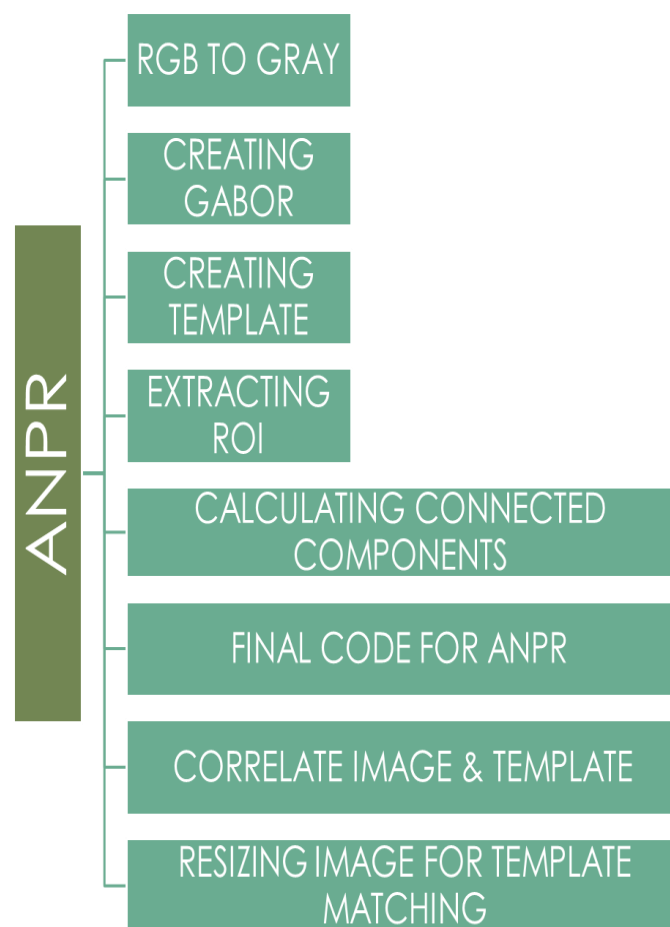 ANPR
RGB TO GRAY
CREATING
GABOR
CREATING
TEMPLATE
EXTRACTING
ROI
CALCULATING CONNECTED
COMPONENTS
FINAL CODE FOR ANPR
CORRELATE IMAGE & TEMPLATE
RESIZING IMAGE FOR TEMPLATE
MATCHING